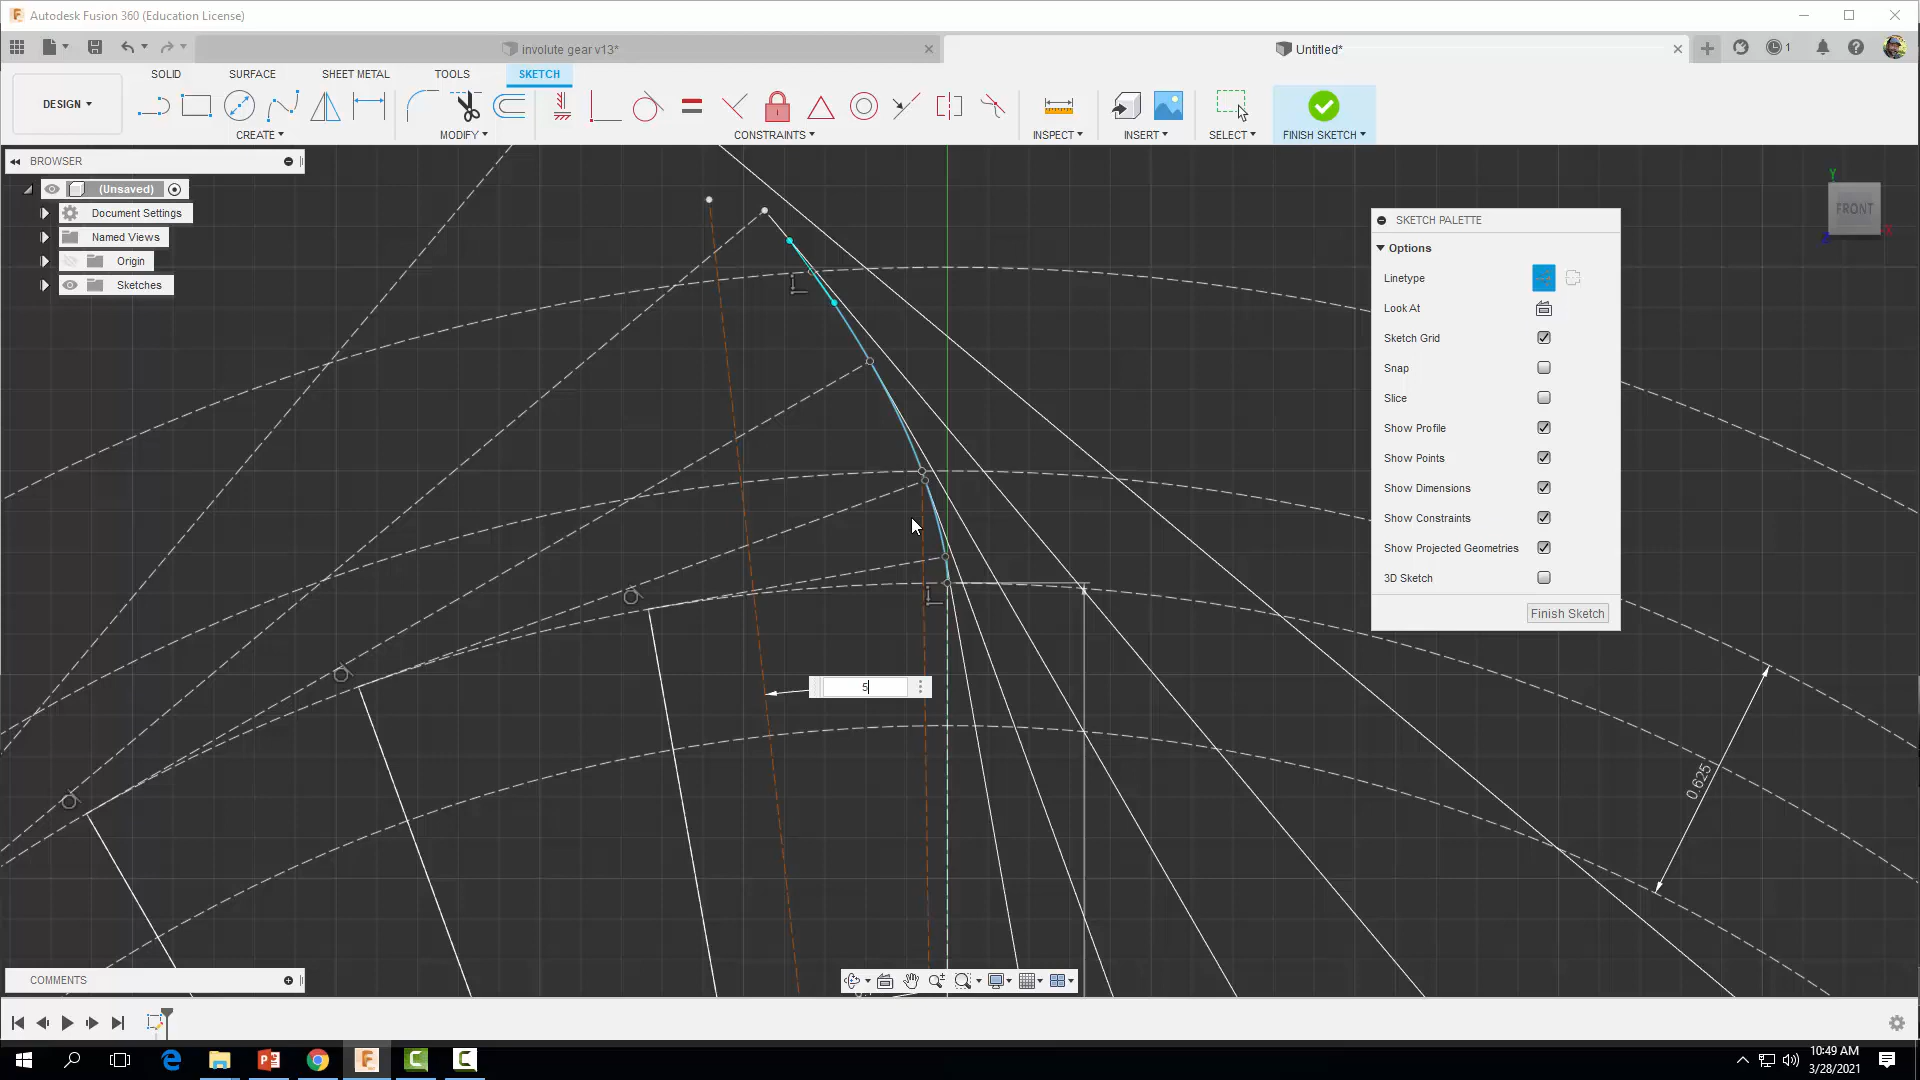 Autodesk Fusion 360 (Education License)
involute gear v13*
Untitled*
1
SOLID
SURFACE
SHEET METAL
TOOLS
SKETCH
DESIGN
CREATE
MODIFY
CONSTRAINTS
INSPECT
INSERT
SELECT
FINISH SKETCH
BROWSER
(Unsaved)
Document Settings
Named Views
Origin
Sketches
Y
FRONT
X
Z
SKETCH PALETTE
Options
Linetype
Look At
Sketch Grid
Snap
Slice
Show Profile
Show Points
Show Dimensions
Show Constraints
Show Projected Geometries
3D Sketch
Finish Sketch
5
0.625
COMMENTS
10:49 AM
3/28/2021